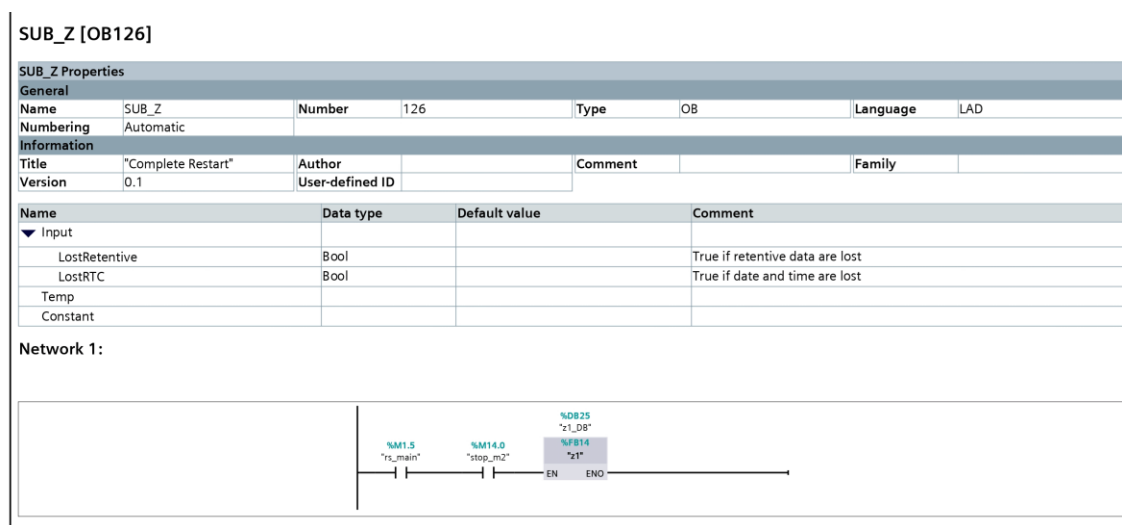 SUB_Z [OB126]
SUB_Z Properties
General
Name SUB_Z Number 126 Type OB Language LAD
Numbering Automatic
Information
Title "Complete Restart" Author Comment Family
Version 0.1 User-defined ID
Name Data type Default value Comment
Input
LostRetentive Bool True if retentive data are lost
LostRTC Bool True if date and time are lost
Temp
Constant
Network 1:
%DB25
"z1_DB"
%M1.5 %M14.0 %FB14
"rs_main" "stop_m2" "z1"
EN ENO